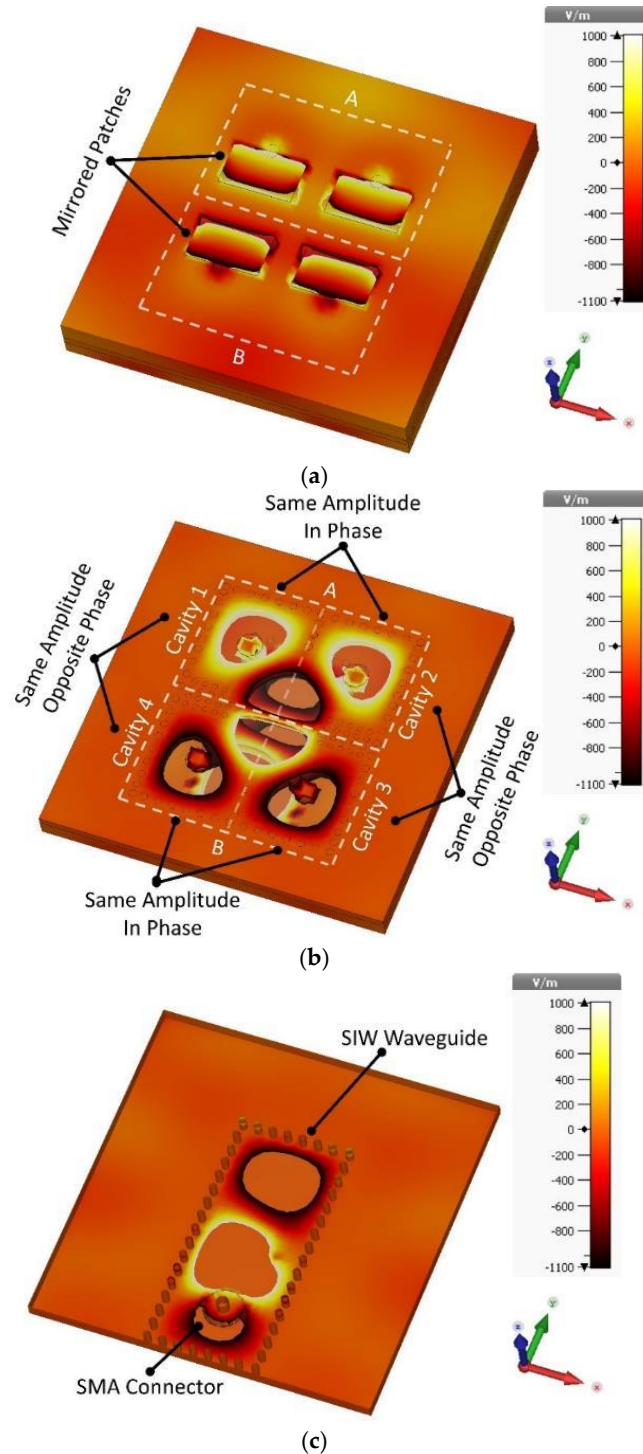 V/m
1000
800
600
400
200
0
-200
-400
-600
-800
-1100
A
Mirrored Patches
B
z
y
x
(a)
Same Amplitude
In Phase
V/m
1000
800
600
400
200
0
-200
-400
-600
-800
-1100
Same Amplitude
Opposite Phase
Cavity 1
A
Cavity 2
Cavity 4
B
Cavity 3
Same Amplitude
Opposite Phase
Same Amplitude
In Phase
z
y
x
(b)
V/m
1000
800
600
400
200
0
-200
-400
-600
-800
-1100
SIW Waveguide
SMA Connector
z
y
x
(c)